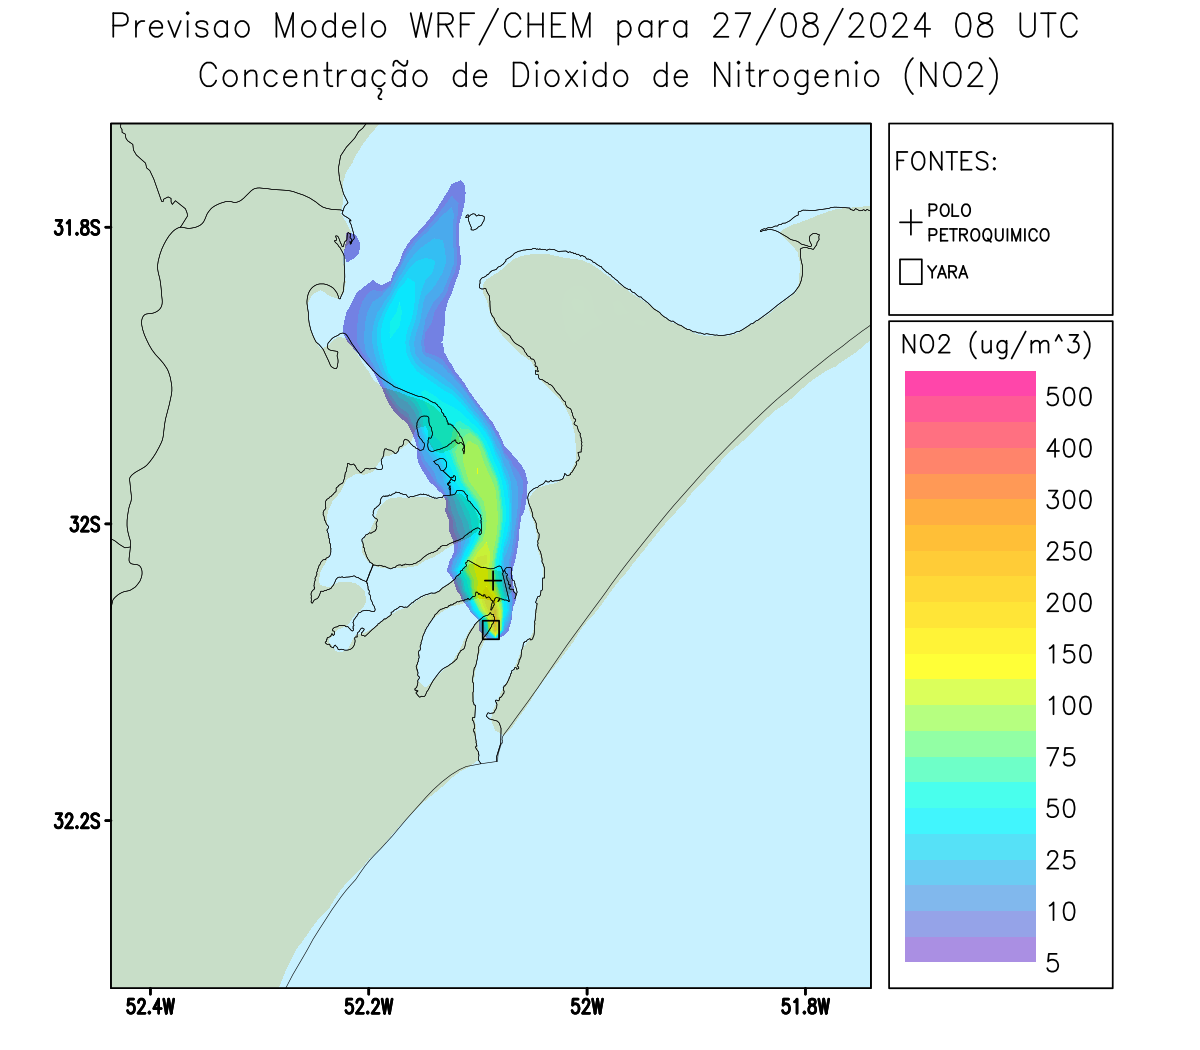 Previsao Modelo WRF/CHEM para 27/08/2024 08 UTC
Concentração de Dioxido de Nitrogenio (NO2)
FONTES:
POLO
PETROQUIMICO
YARA
NO2 (ug/m^3)
500
400
300
250
200
150
100
75
50
25
10
5
31.8S
32S
32.2S
52.4W
52.2W
52W
51.8W